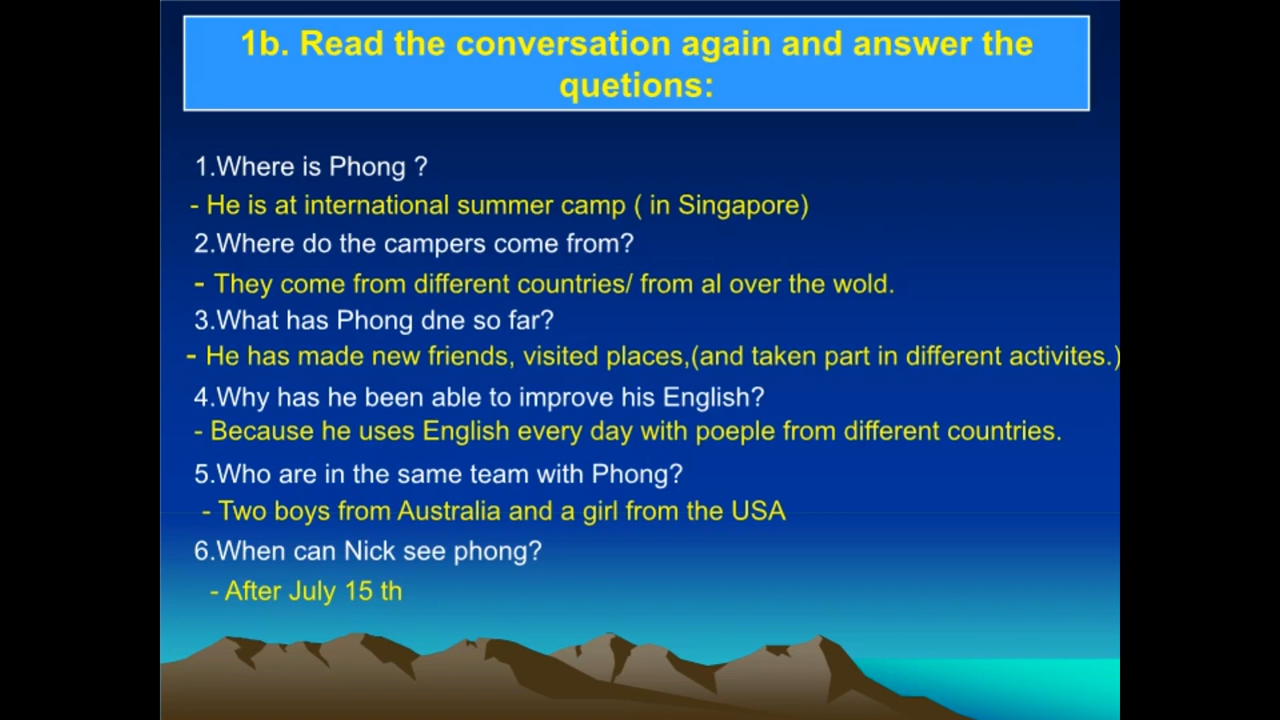 1b. Read the conversation again and answer the
quetions:
1.Where is Phong ?
- He is at international summer camp ( in Singapore)
2.Where do the campers come from?
- They come from different countries/ from al over the wold.
3.What has Phong dne so far?
- He has made new friends, visited places,(and taken part in different activites.)
4.Why has he been able to improve his English?
- Because he uses English every day with poeple from different countries.
5.Who are in the same team with Phong?
- Two boys from Australia and a girl from the USA
6.When can Nick see phong?
- After July 15 th